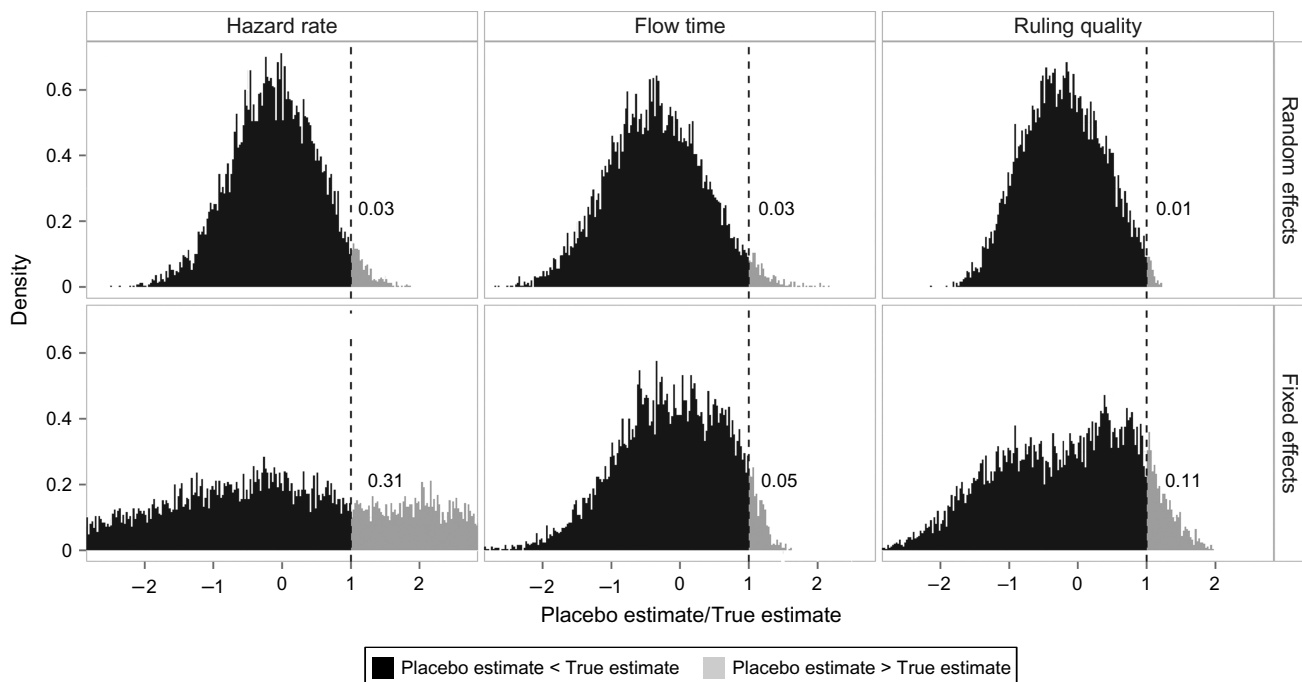 Hazard rate Flow time Ruling quality
0.6
0.4
0.2
0
0.03 0.03 0.01
Random effects
Density
0.6
0.4
0.2
0
0.31 0.05 0.11
Fixed effects
–2 –1 0 1 2 –2 –1 0 1 2 –2 –1 0 1 2
Placebo estimate/True estimate
Placebo estimate < True estimate Placebo estimate > True estimate